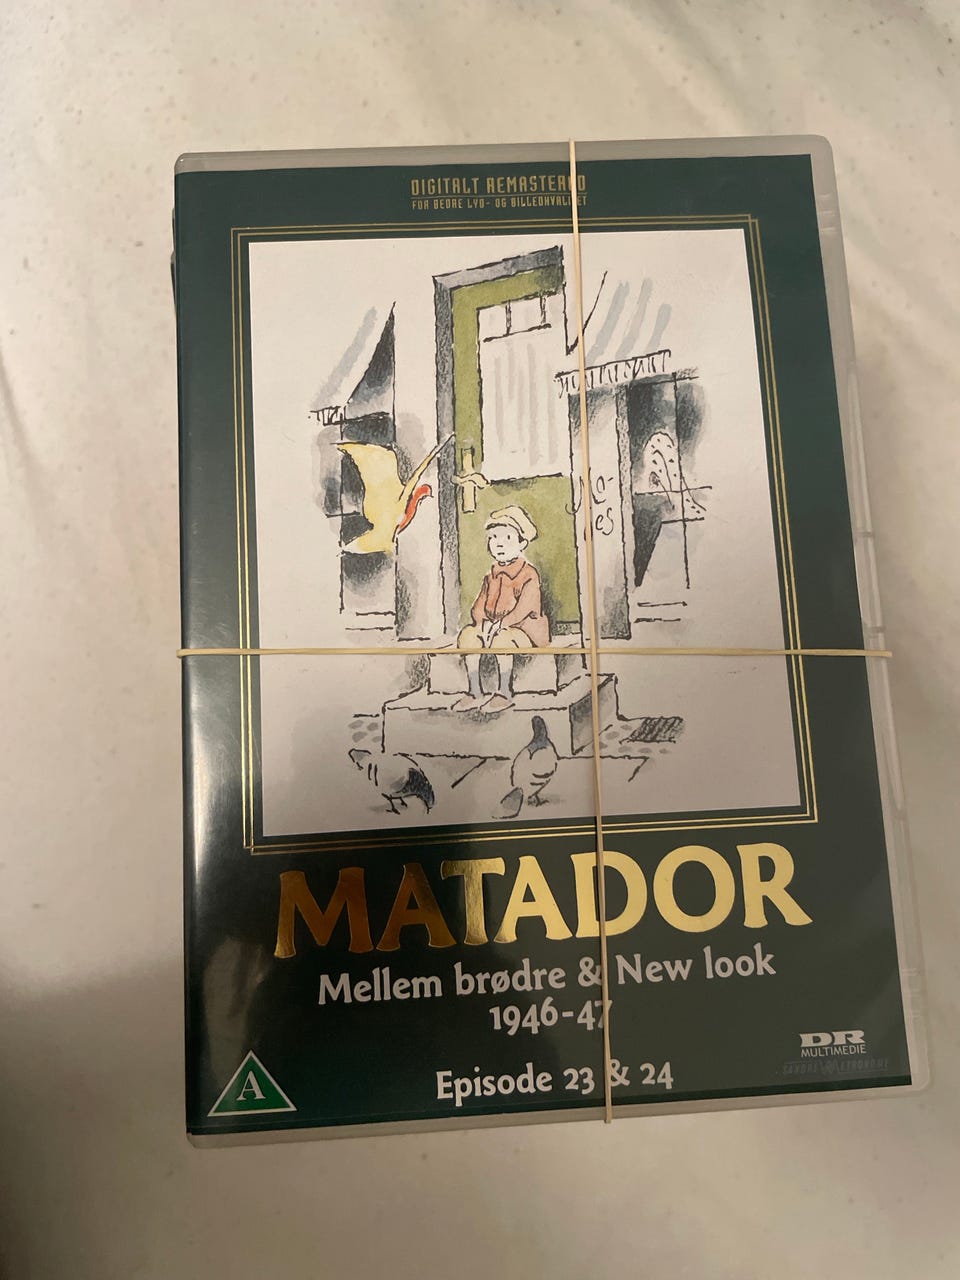 DIGITALT REMASTERED
FOR BEDRE LYD- OG BILLEDKVALITET
MATADOR
Mellem brødre & New look
1946-47
Episode 23 & 24
A
DR
MULTIMEDIE